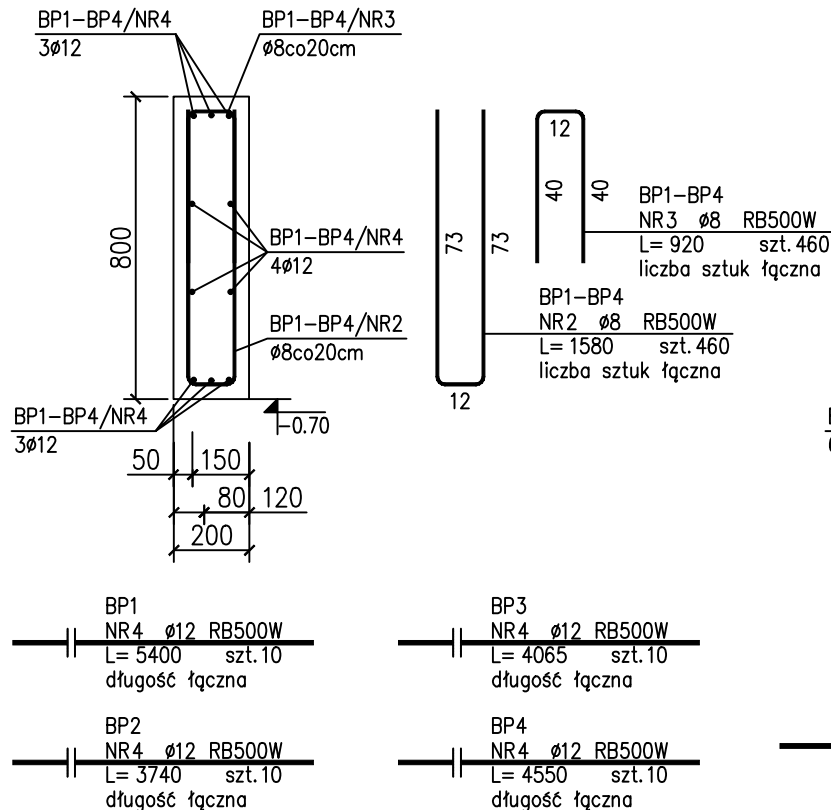 BP1-BP4/NR4
3ø12
BP1-BP4/NR3
ø8co20cm
800
BP1-BP4/NR4
4ø12
BP1-BP4/NR2
ø8co20cm
BP1-BP4/NR4
3ø12
-0.70
50
150
80
120
200
73
73
12
12
40
40
BP1-BP4
NR3 ø8 RB500W
L= 920 szt.460
liczba sztuk łączna
BP1-BP4
NR2 ø8 RB500W
L= 1580 szt.460
liczba sztuk łączna
BP1
NR4 ø12 RB500W
L= 5400 szt.10
długość łączna
BP3
NR4 ø12 RB500W
L= 4065 szt.10
długość łączna
BP2
NR4 ø12 RB500W
L= 3740 szt.10
długość łączna
BP4
NR4 ø12 RB500W
L= 4550 szt.10
długość łączna